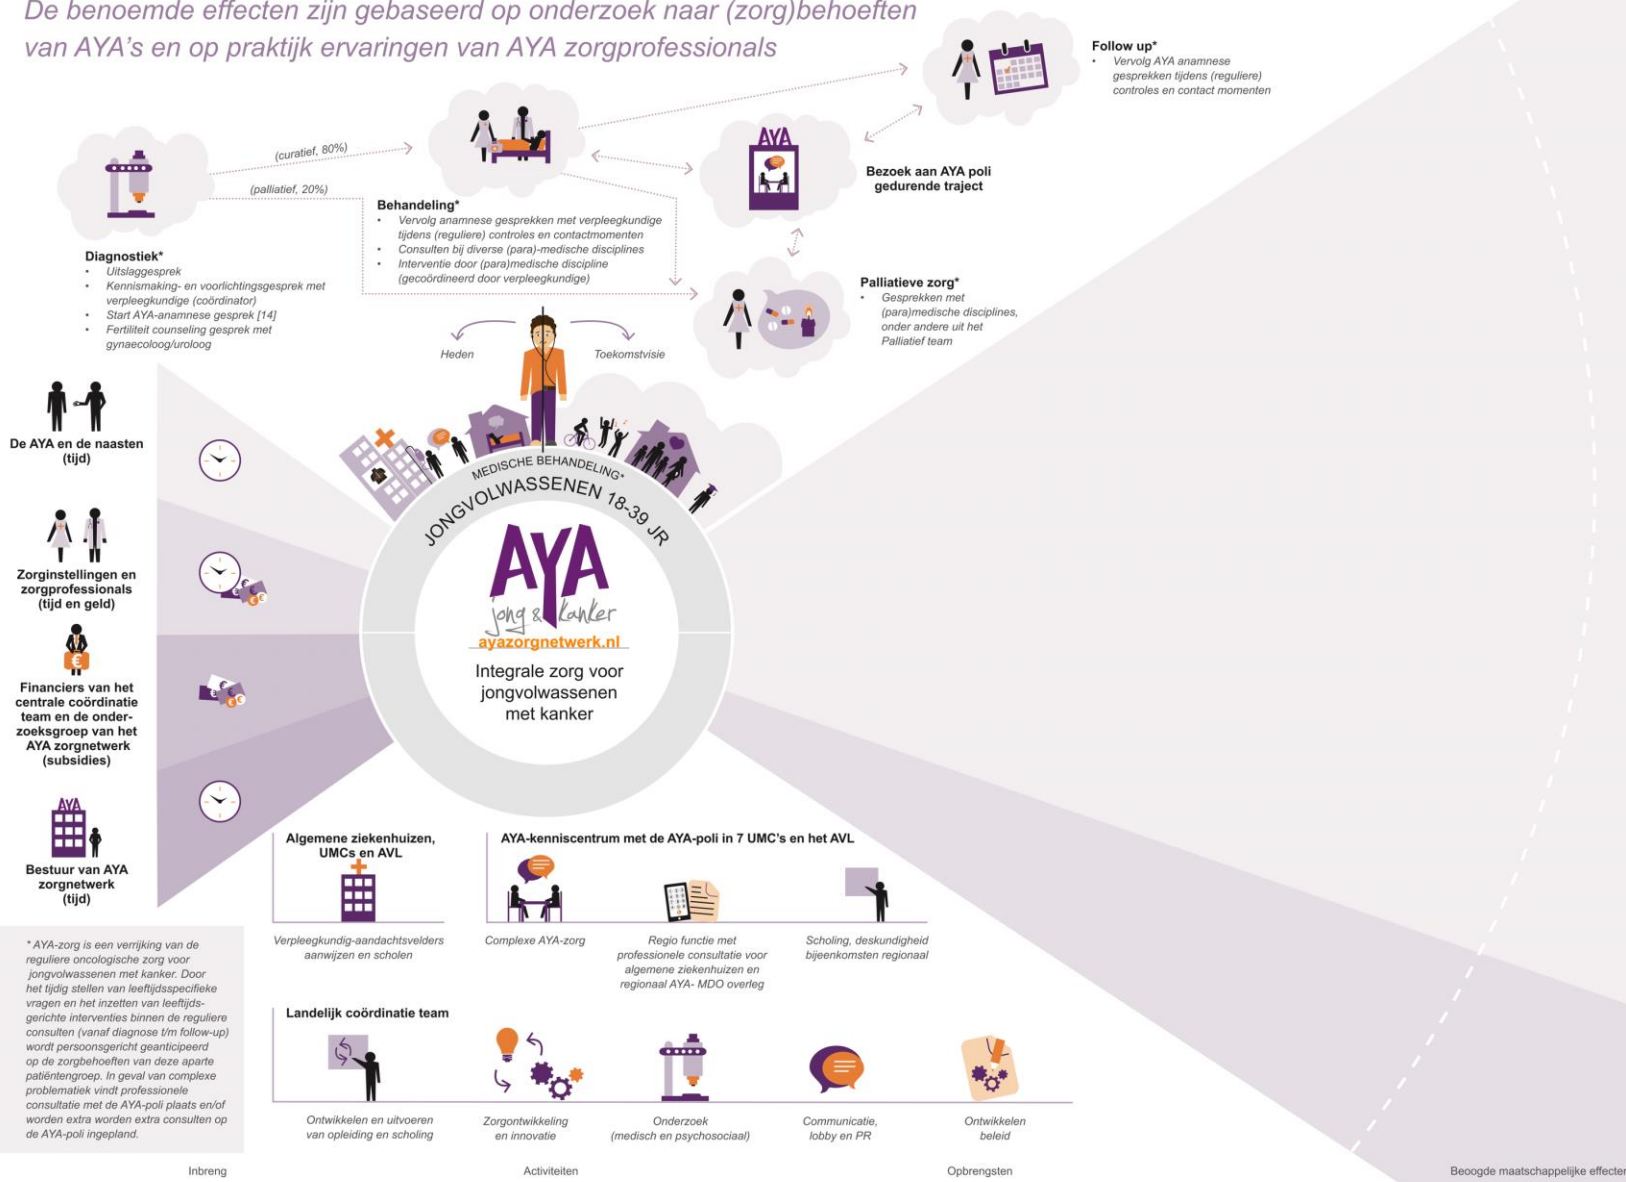 De benoemde effecten zijn gebaseerd op onderzoek naar (zorg)behoeften
van AYA's en op praktijk ervaringen van AYA zorgprofessionals
Follow up*
• Vervolg AYA anamnese
gesprekken tijdens (reguliere)
controles en contact momenten
(curatief, 80%)
(palliatief, 20%)
AYA
Bezoek aan AYA poli
gedurende traject
Behandeling*
• Vervolg anamnese gesprekken met verpleegkundige
tijdens (reguliere) controles en contactmomenten
• Consulten bij diverse (para)-medische disciplines
• Interventie door (para)medische discipline
(gecoördineerd door verpleegkundige)
Diagnostiek*
• Uitslaggesprek
• Kennismaking- en voorlichtingsgesprek met
verpleegkundige (coördinator)
• Start AYA-anamnese gesprek [14]
• Fertiliteit counseling gesprek met
gynaecoloog/uroloog
Palliatieve zorg*
• Gesprekken met
(para)medische disciplines,
onder andere uit het
Palliatief team
Heden
Toekomstvisie
De AYA en de naasten
(tijd)
Zorginstellingen en
zorgprofessionals
(tijd en geld)
€
Financiers van het
centrale coördinatie
team en de onder-
zoeksgroep van het
AYA zorgnetwerk
(subsidies)
AYA
Bestuur van AYA
zorgnetwerk
(tijd)
MEDISCHE BEHANDELING*
JONGVOLWASSENEN 18-39 JR
AYA
jong & kanker
ayazorgnetwerk.nl
Integrale zorg voor
jongvolwassenen
met kanker
Algemene ziekenhuizen,
UMCs en AVL
Verpleegkundig-aandachtsvelders
aanwijzen en scholen
AYA-kenniscentrum met de AYA-poli in 7 UMC's en het AVL
Complexe AYA-zorg
Regio functie met
professionele consultatie voor
algemene ziekenhuizen en
regionaal AYA- MDO overleg
Scholing, deskundigheid
bijeenkomsten regionaal
* AYA-zorg is een verrijking van de
reguliere oncologische zorg voor
jongvolwassenen met kanker. Door
het tijdig stellen van leeftijdsspecifieke
vragen en het inzetten van leeftijds-
gerichte interventies binnen de reguliere
consulten (vanaf diagnose t/m follow-up)
wordt persoonsgericht geanticipeerd
op de zorgbehoeften van deze aparte
patiëntengroep. In geval van complexe
problematiek vindt professionele
consultatie met de AYA-poli plaats en/of
worden extra worden extra consulten op
de AYA-poli ingepland.
Landelijk coördinatie team
Ontwikkelen en uitvoeren
van opleiding en scholing
Zorgontwikkeling
en innovatie
Onderzoek
(medisch en psychosociaal)
Communicatie,
lobby en PR
Ontwikkelen
beleid
Inbreng
Activiteiten
Opbrengsten
Beoogde maatschappelijke effecten